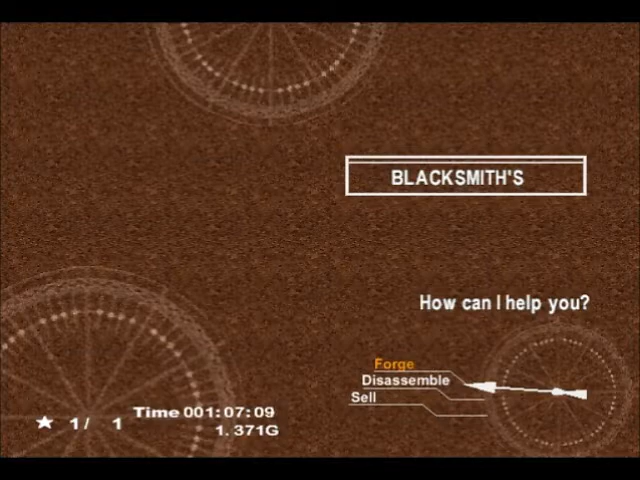 BLACKSMITH'S
How can I help you?
Forge
Disassemble
Sell
★ 1/ 1
Time 001:07:09
1.371G